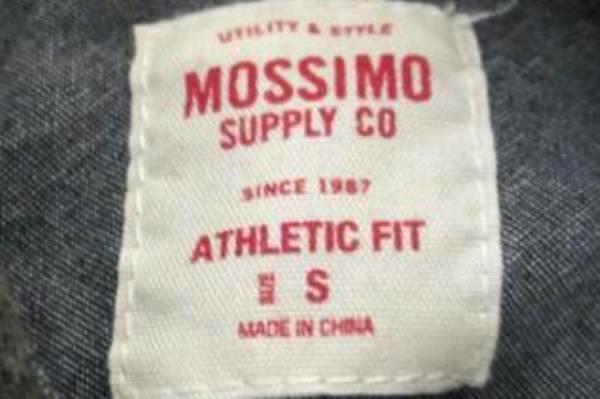 UTILITY & STYLE
MOSSIMO
SUPPLY CO
SINCE 1987
ATHLETIC FIT
SIZE S
MADE IN CHINA